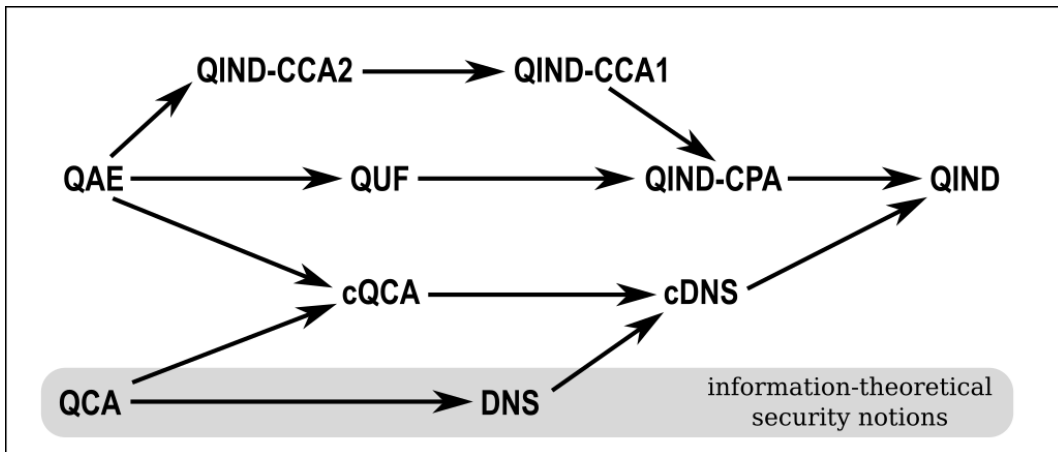 QIND-CCA2 QIND-CCA1
QAE QUF QIND-CPA QIND
cQCA cDNS
QCA DNS information-theoretical
security notions